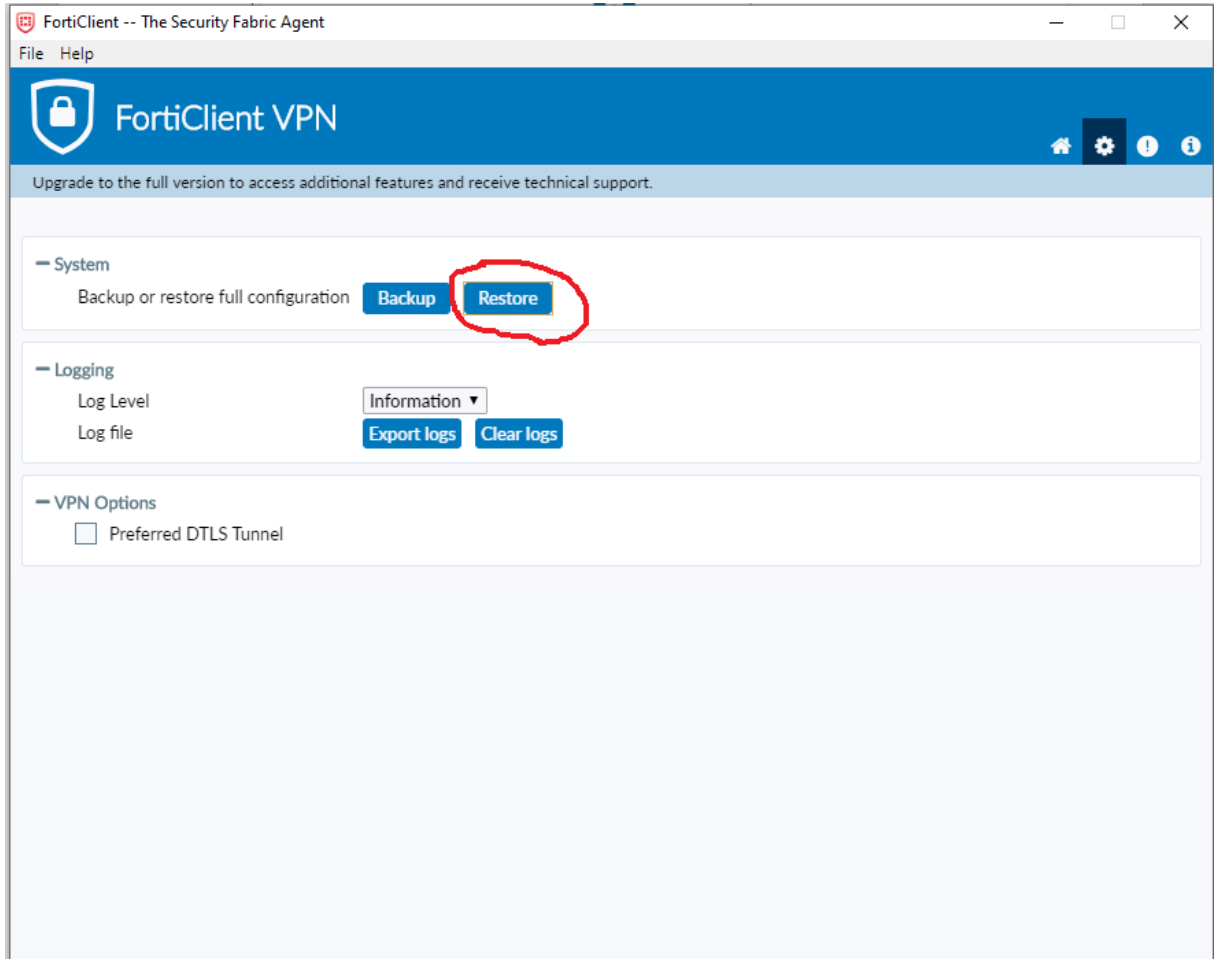 FortiClient -- The Security Fabric Agent
File Help
FortiClient VPN
Upgrade to the full version to access additional features and receive technical support.
System
Backup or restore full configuration Backup Restore
Logging
Log Level Information
Log file Export logs Clear logs
VPN Options
Preferred DTLS Tunnel